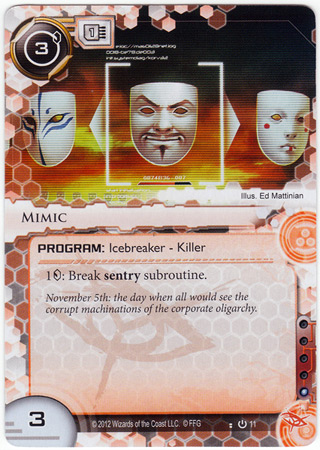 3
1
Illus. Ed Mattinian
MIMIC
PROGRAM: Icebreaker - Killer
1: Break sentry subroutine.
November 5th: the day when all would see the
corrupt machinations of the corporate oligarchy.
3
© 2012 Wizards of the Coast LLC. © FFG
11